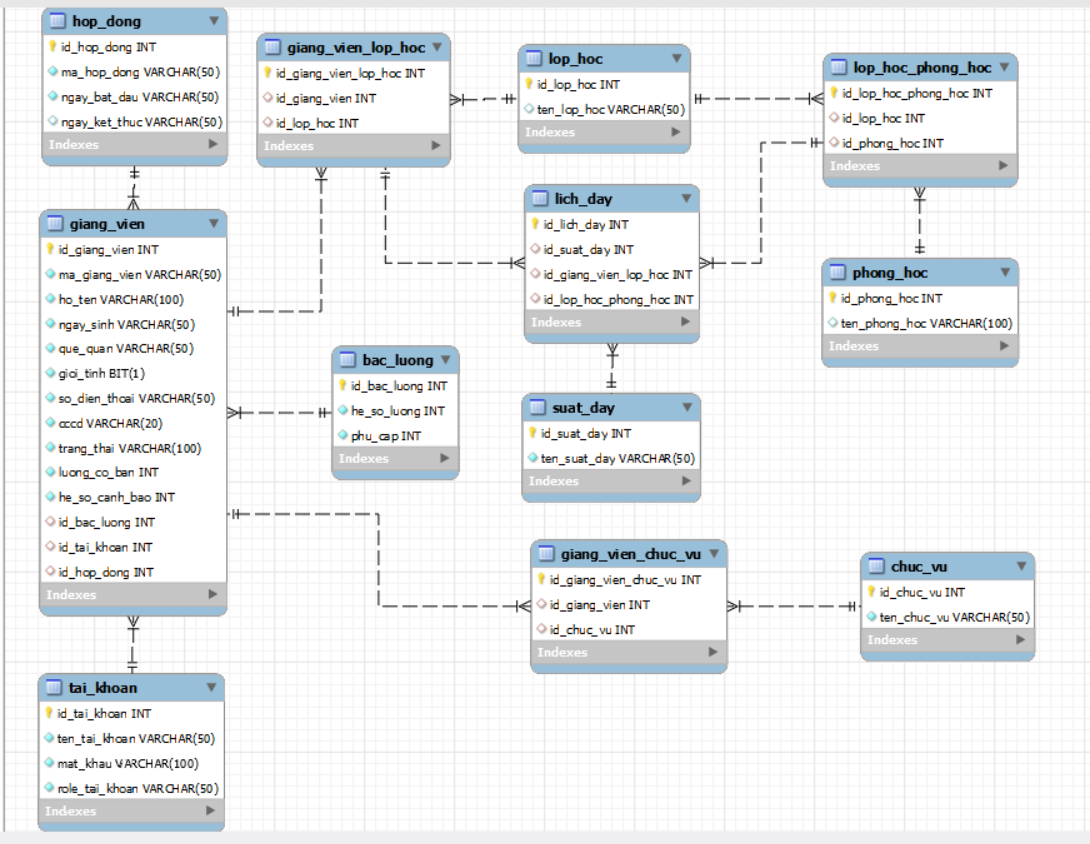 hop_dong
id_hop_dong INT
ma_hop_dong VARCHAR(50)
ngay_bat_dau VARCHAR(50)
ngay_ket_thuc VARCHAR(50)
Indexes
giang_vien_lop_hoc
id_giang_vien_lop_hoc INT
id_giang_vien INT
id_lop_hoc INT
Indexes
lop_hoc
id_lop_hoc INT
ten_lop_hoc VARCHAR(50)
Indexes
lop_hoc_phong_hoc
id_lop_hoc_phong_hoc INT
id_lop_hoc INT
id_phong_hoc INT
Indexes
giang_vien
id_giang_vien INT
ma_giang_vien VARCHAR(50)
ho_ten VARCHAR(100)
ngay_sinh VARCHAR(50)
que_quan VARCHAR(50)
gioi_tinh BIT(1)
so_dien_thoai VARCHAR(50)
cccd VARCHAR(20)
trang_thai VARCHAR(100)
luong_co_ban INT
he_so_canh_bao INT
id_bac_luong INT
id_tai_khoan INT
id_hop_dong INT
Indexes
lich_day
id_lich_day INT
id_suat_day INT
id_giang_vien_lop_hoc INT
id_lop_hoc_phong_hoc INT
Indexes
phong_hoc
id_phong_hoc INT
ten_phong_hoc VARCHAR(100)
Indexes
bac_luong
id_bac_luong INT
he_so_luong INT
phu_cap INT
Indexes
suat_day
id_suat_day INT
ten_suat_day VARCHAR(50)
Indexes
giang_vien_chuc_vu
id_giang_vien_chuc_vu INT
id_giang_vien INT
id_chuc_vu INT
Indexes
chuc_vu
id_chuc_vu INT
ten_chuc_vu VARCHAR(50)
Indexes
tai_khoan
id_tai_khoan INT
ten_tai_khoan VARCHAR(50)
mat_khau VARCHAR(100)
role_tai_khoan VARCHAR(50)
Indexes